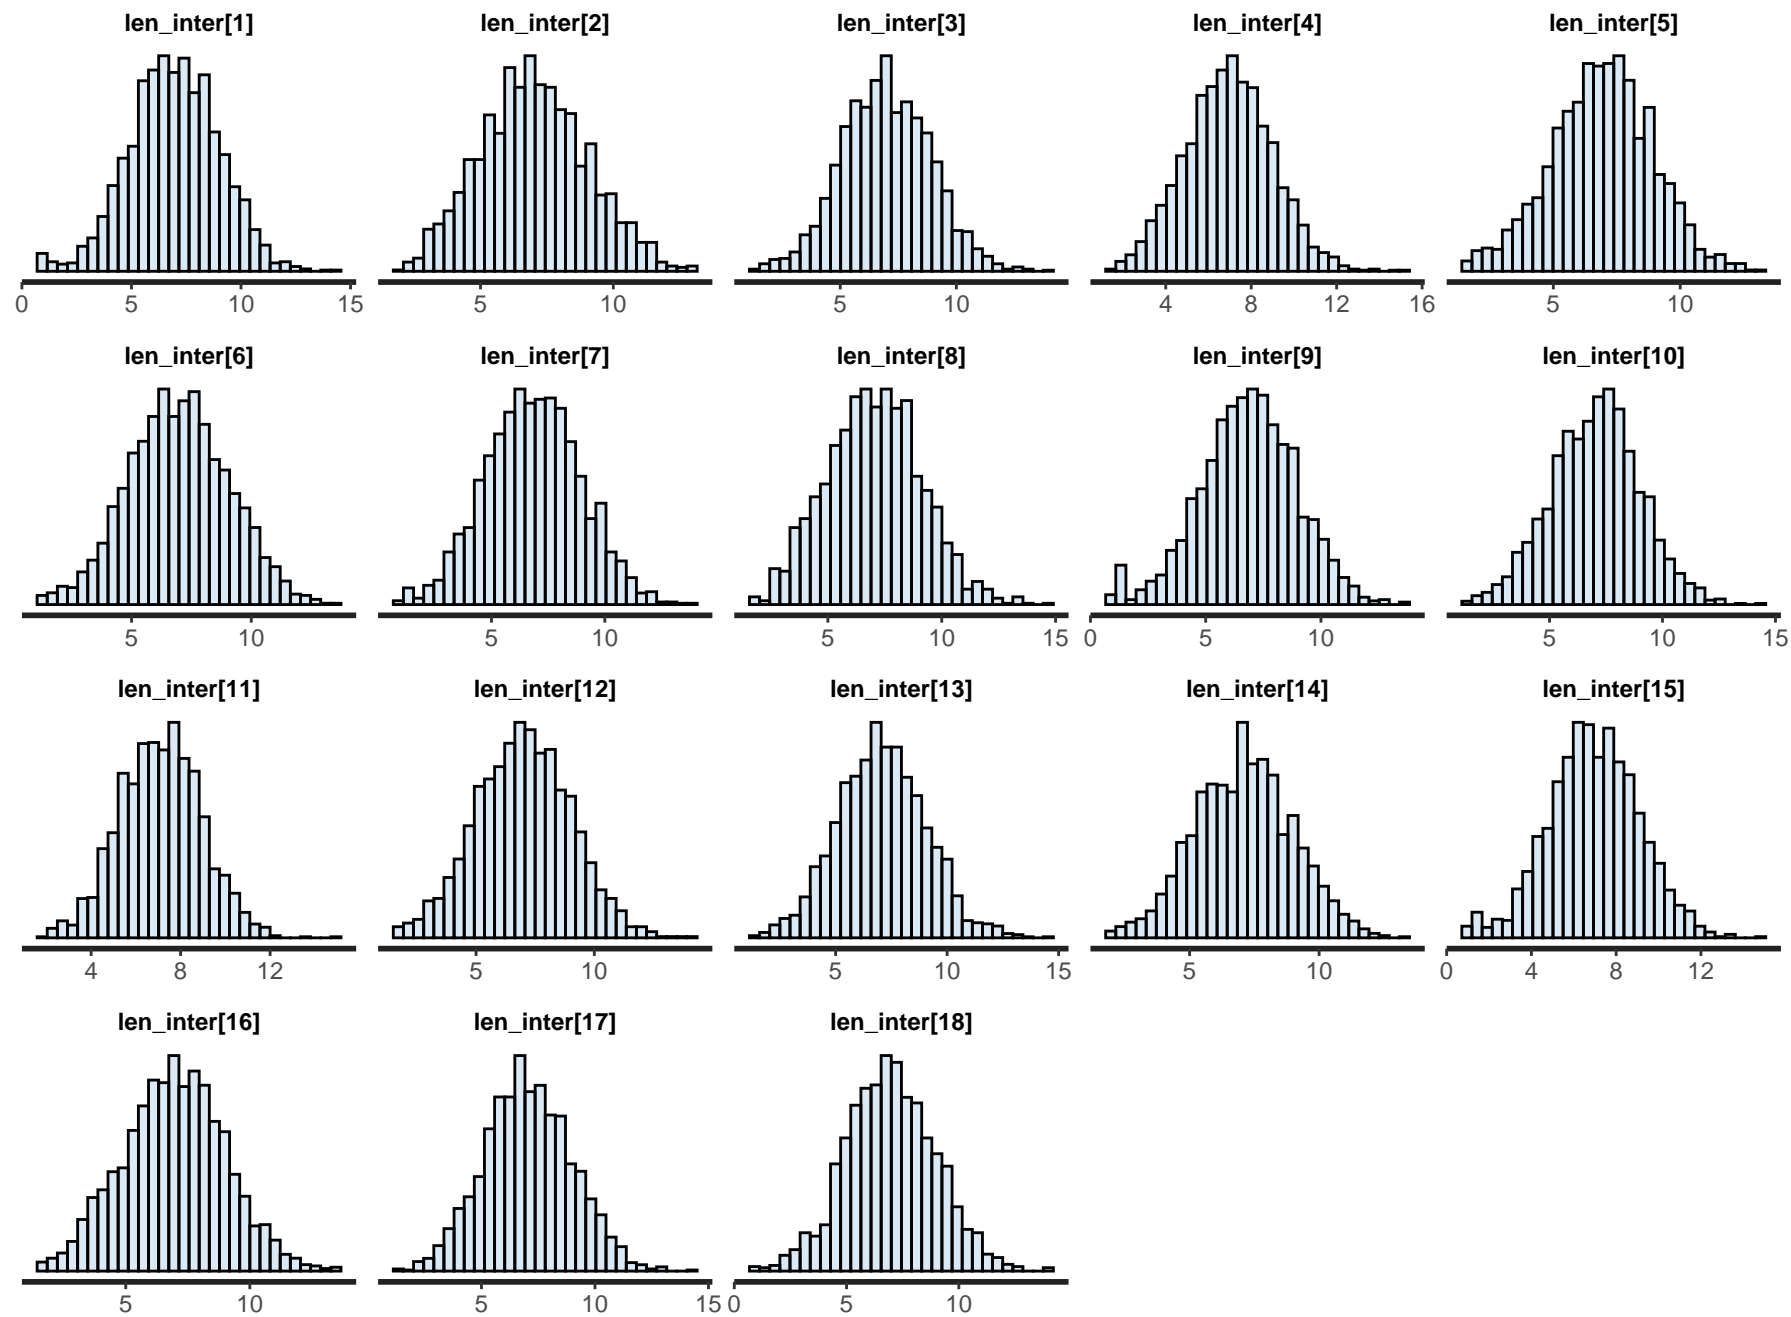 len_inter[1] len_inter[2] len_inter[3] len_inter[4] len_inter[5]
0 5 10 15 5 10 5 10 4 8 12 16 5 10
len_inter[6] len_inter[7] len_inter[8] len_inter[9] len_inter[10]
5 10 5 10 5 10 15 0 5 10 5 10 15
len_inter[11] len_inter[12] len_inter[13] len_inter[14] len_inter[15]
4 8 12 5 10 5 10 15 5 10 0 4 8 12
len_inter[16] len_inter[17] len_inter[18]
5 10 5 10 15 0 5 10